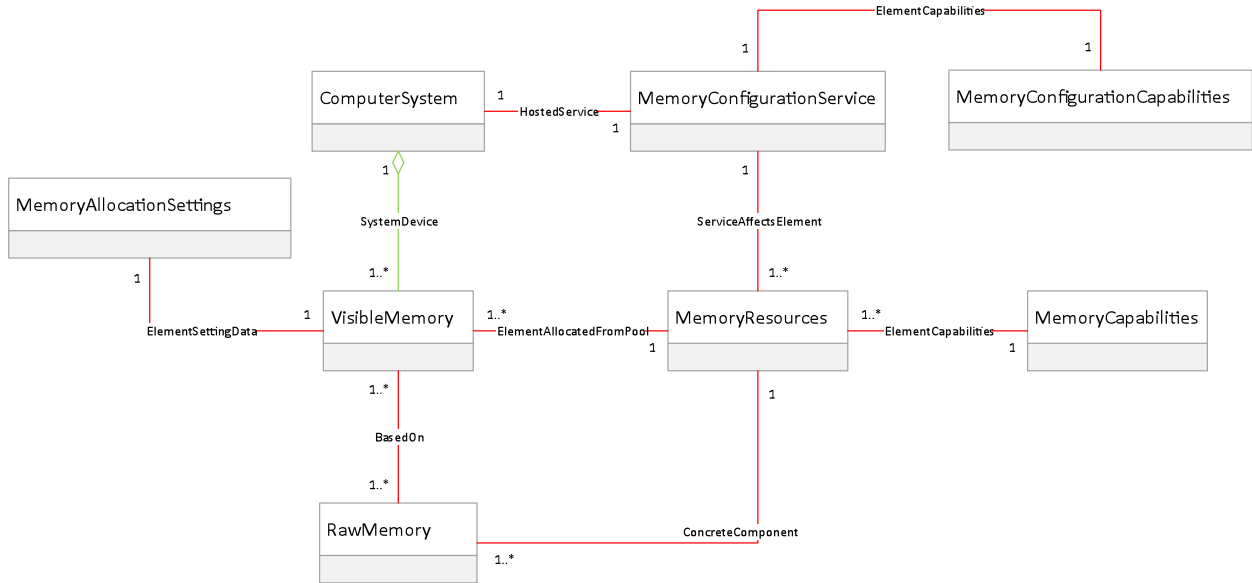 ElementCapabilities
1
1
ComputerSystem
1
HostedService
1
MemoryConfigurationService
MemoryConfigurationCapabilities
1
1
MemoryAllocationSettings
SystemDevice
ServiceAffectsElement
1
1..*
1..*
ElementSettingData
1
VisibleMemory
1..*
ElementAllocatedFromPool
1
MemoryResources
1..*
ElementCapabilities
1
MemoryCapabilities
1..*
1
BasedOn
1..*
RawMemory
1..*
ConcreteComponent